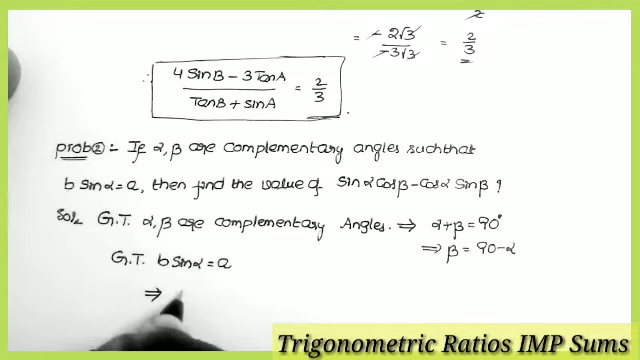 2
= -2√3 / -3√3 = 2/3
∴ 4 SinB - 3 TanA / TanB + sinA = 2/3 .
prob② :- If α, β are complementary angles such that
b sinα = a, then find the value of sinα cosβ - cosα sinβ ?
Sol:- G.T. α, β are complementary Angles. ⇒ α+β = 90°
⇒ β = 90-α
G.T. b sinα = a
⇒
Trigonometric Ratios IMP Sums